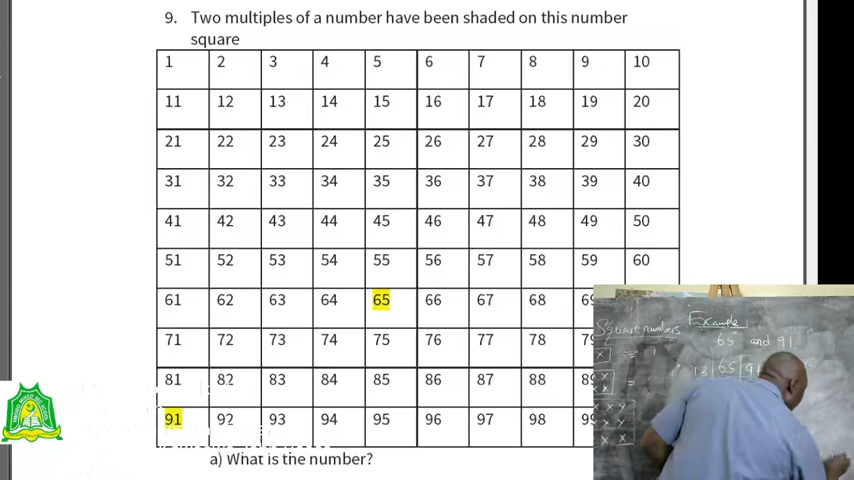 9. Two multiples of a number have been shaded on this number
square
1 2 3 4 5 6 7 8 9 10
11 12 13 14 15 16 17 18 19 20
21 22 23 24 25 26 27 28 29 30
31 32 33 34 35 36 37 38 39 40
41 42 43 44 45 46 47 48 49 50
51 52 53 54 55 56 57 58 59 60
61 62 63 64 65 66 67 68
71 72 73 74 75 76 77 78
81 82 83 84 85 86 87 88
91 92 93 94 95 96 97 98
a) What is the number?
Square numbers
Example
65 and 91
13 65 91